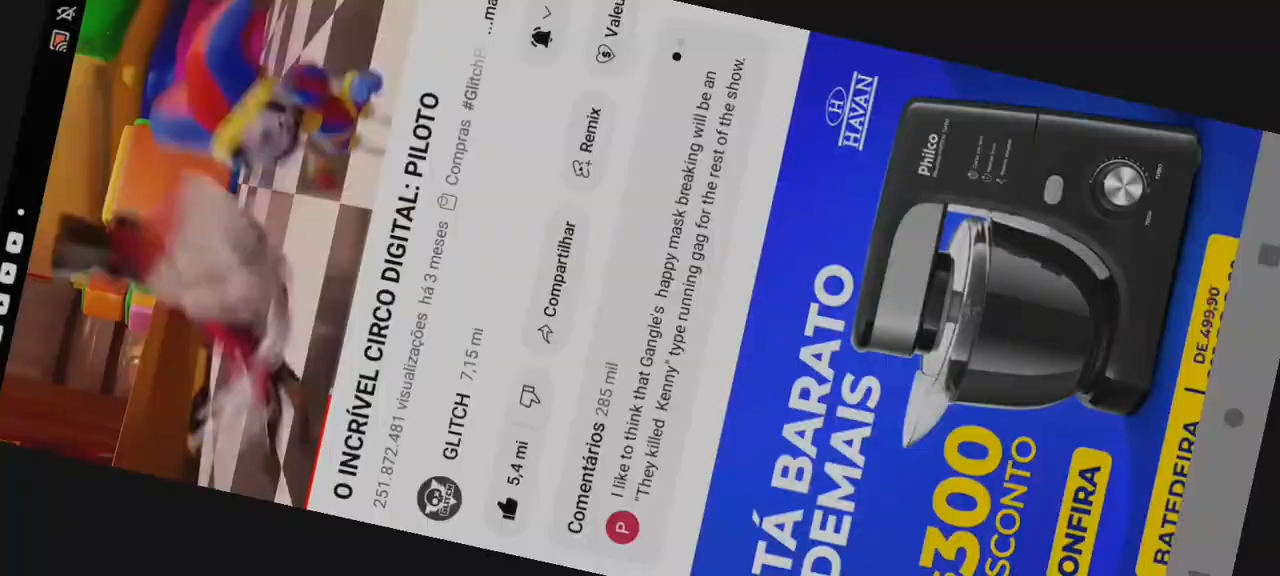 O INCRÍVEL CIRCO DIGITAL: PILOTO
251.872.481 visualizações há 3 meses Compras #GlitchP ...ma
GLITCH 7,15 mi
5,4 mi Compartilhar Remix Valeu
Comentários 285 mil
P I like to think that Gangle's happy mask breaking will be an
"They killed Kenny" type running gag for the rest of the show.
H
HAVAN
TÁ BARATO
DEMAIS
Philco
300
SCONTO
ONFIRA
BATEDEIRA
DE 499,90